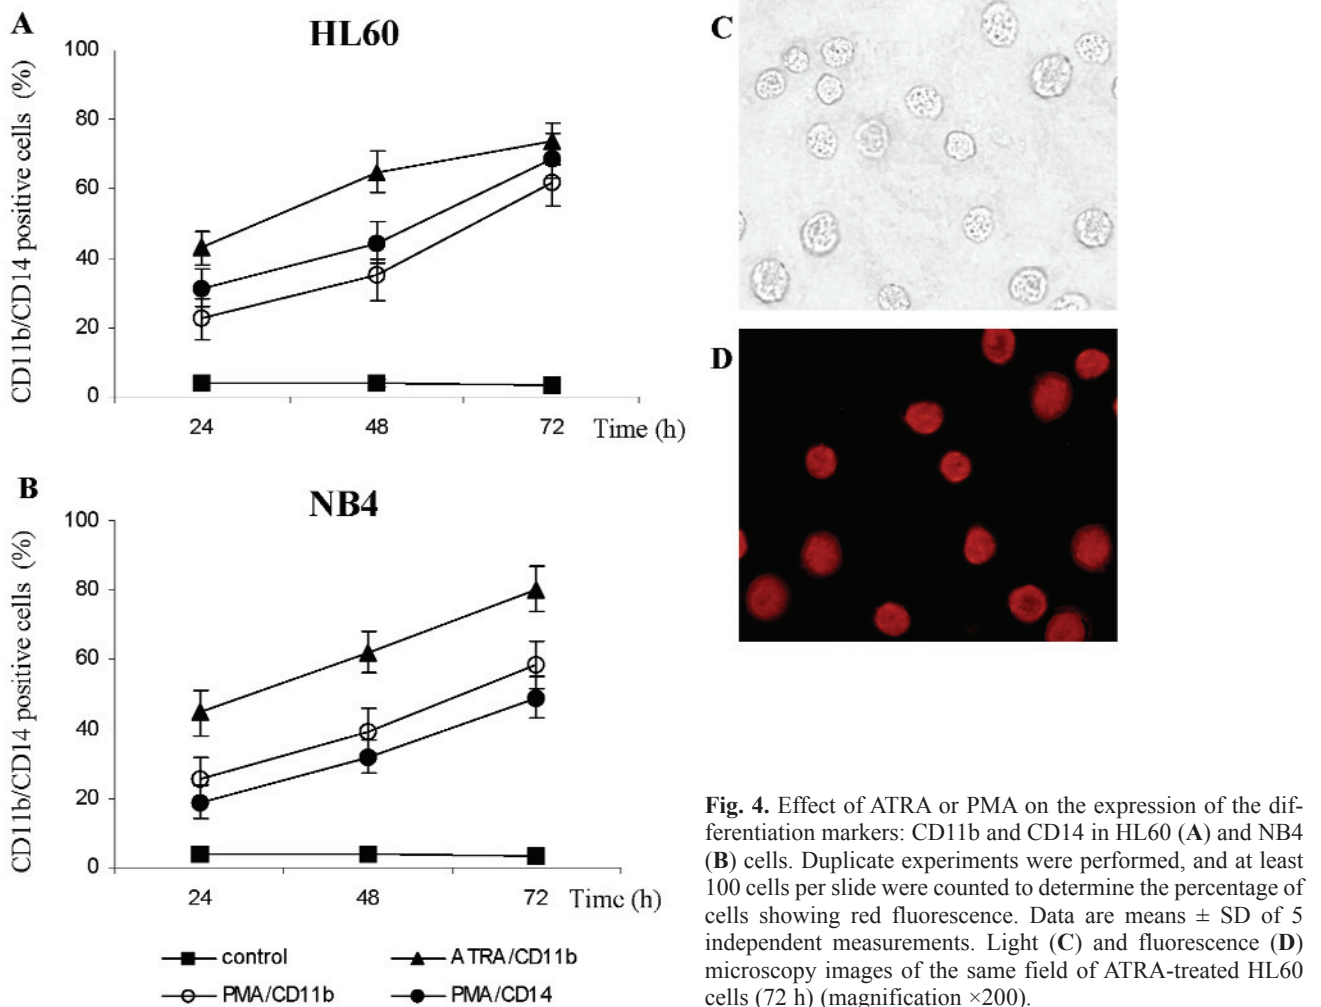 A
HL60
CD11b/CD14 positive cells (%)
100
80
60
40
20
0
24 48 72 Time (h)
B
NB4
CD11b/CD14 positive cells (%)
100
80
60
40
20
0
24 48 72 Time (h)
control ATRA/CD11b
PMA/CD11b PMA/CD14
C
D
Fig. 4. Effect of ATRA or PMA on the expression of the dif-
ferentiation markers: CD11b and CD14 in HL60 (A) and NB4
(B) cells. Duplicate experiments were performed, and at least
100 cells per slide were counted to determine the percentage of
cells showing red fluorescence. Data are means ± SD of 5
independent measurements. Light (C) and fluorescence (D)
microscopy images of the same field of ATRA-treated HL60
cells (72 h) (magnification ×200).